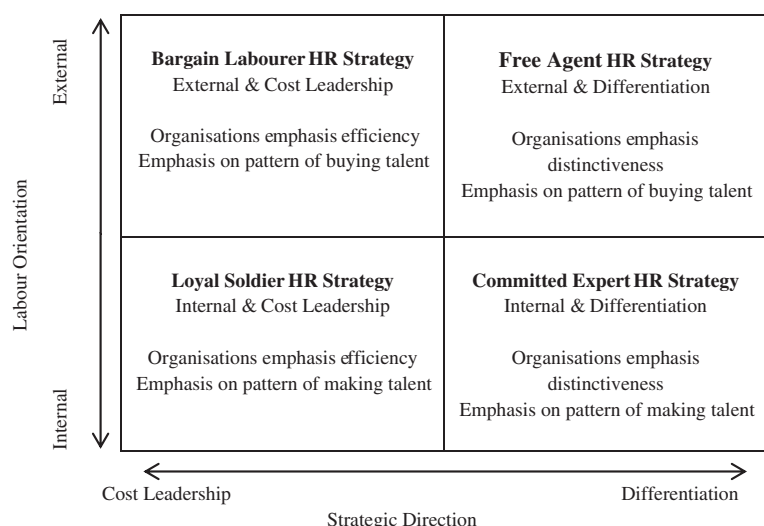 External
Labour Orientation
Internal
Bargain Labourer HR Strategy
External & Cost Leadership
Organisations emphasis efficiency
Emphasis on pattern of buying talent
Free Agent HR Strategy
External & Differentiation
Organisations emphasis
distinctiveness
Emphasis on pattern of buying talent
Loyal Soldier HR Strategy
Internal & Cost Leadership
Organisations emphasis efficiency
Emphasis on pattern of making talent
Committed Expert HR Strategy
Internal & Differentiation
Organisations emphasis
distinctiveness
Emphasis on pattern of making talent
Cost Leadership
Differentiation
Strategic Direction